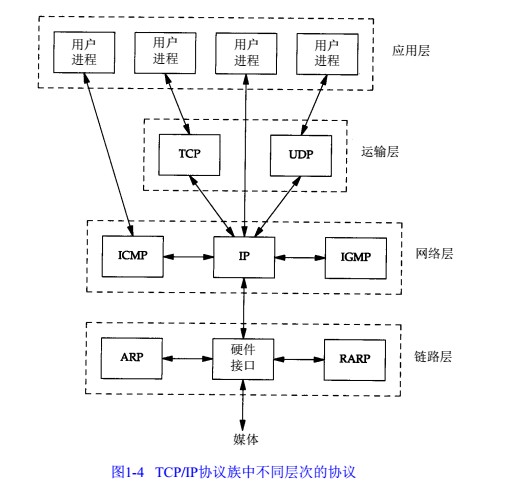 用户
进程
用户
进程
用户
进程
用户
进程
应用层
TCP
UDP
运输层
ICMP
IP
IGMP
网络层
ARP
硬件
接口
RARP
链路层
媒体
图1-4 TCP/IP协议族中不同层次的协议